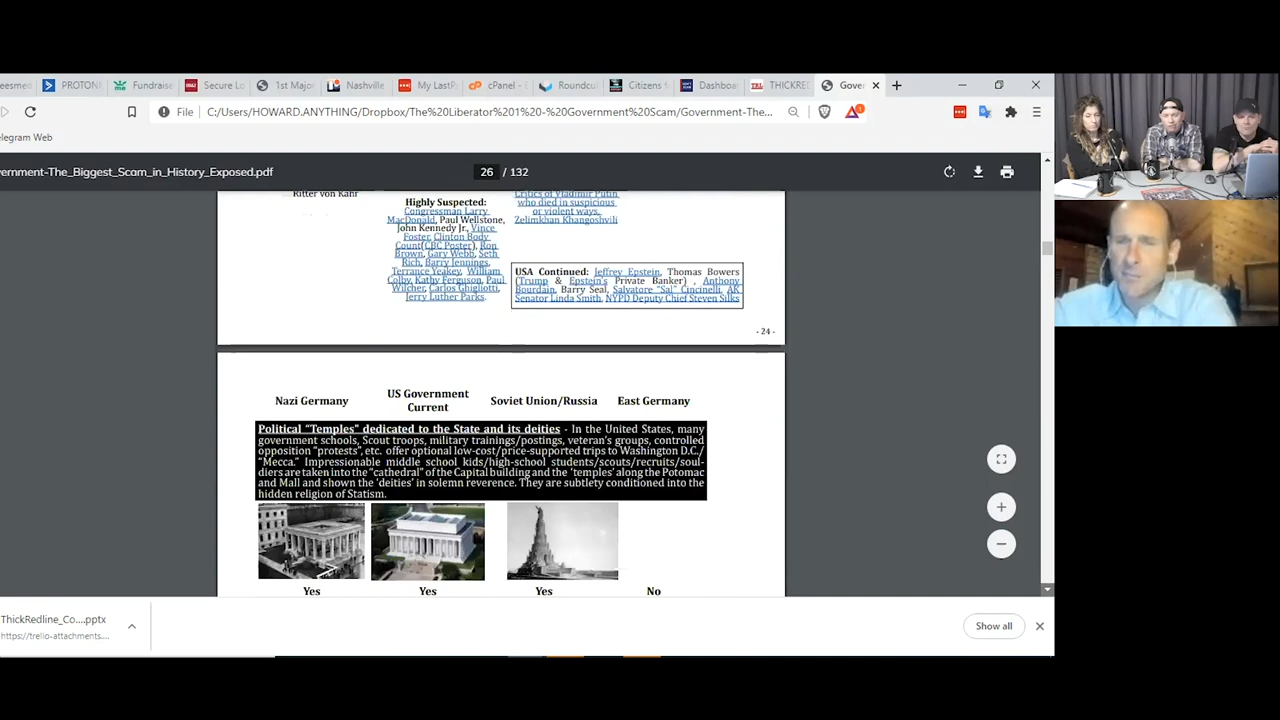 eesmed
PROTONM
Fundraise
Secure Lo
1st Major
Nashville
My LastP
cPanel - E
Roundcu
Citizens f
Dashboa
THICKRED
Gover
File
C:/Users/HOWARD.ANYTHING/Dropbox/The%20Liberator%201%20-%20Government%20Scam/Government-The...
1
elegram Web
vernment-The_Biggest_Scam_in_History_Exposed.pdf
26 / 132
Ritter von Kahr
Highly Suspected:
Congressman Larry
MacDonald, Paul Wellstone,
John Kennedy Jr., Vince
Foster, Clinton Body
Count(CBC Poster), Ron
Brown, Gary Webb, Seth
Rich, Barry Jennings,
Terrance Yeakey, William
Colby, Kathy Ferguson, Paul
Wilcher, Carlos Ghigliotti,
Jerry Luther Parks.
Critics of Vladimir Putin
who died in suspicious
or violent ways,
Zelimkhan Khangoshvili
USA Continued: Jeffrey Epstein, Thomas Bowers
(Trump & Epstein's Private Banker) , Anthony
Bourdain, Barry Seal, Salvatore "Sal" Cincinelli, AK
Senator Linda Smith, NYPD Deputy Chief Steven Silks
- 24 -
Nazi Germany
US Government
Current
Soviet Union/Russia
East Germany
Political "Temples" dedicated to the State and its deities - In the United States, many
government schools, Scout troops, military trainings/postings, veteran's groups, controlled
opposition "protests", etc. offer optional low-cost/price-supported trips to Washington D.C./
"Mecca." Impressionable middle school kids/high-school students/scouts/recruits/soul-
diers are taken into the "cathedral" of the Capital building and the 'temples' along the Potomac
and Mall and shown the 'deities' in solemn reverence. They are subtlety conditioned into the
hidden religion of Statism.
Yes
Yes
Yes
No
ThickRedline_Co....pptx
https://trello-attachments....
Show all